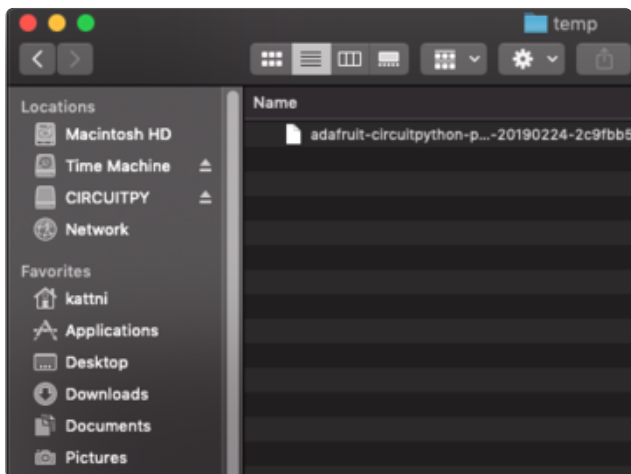 temp
Locations
Name
Macintosh HD
adafruit-circuitpython-p...-20190224-2c9fbb5
Time Machine
CIRCUITPY
Network
Favorites
kattni
Applications
Desktop
Downloads
Documents
Pictures